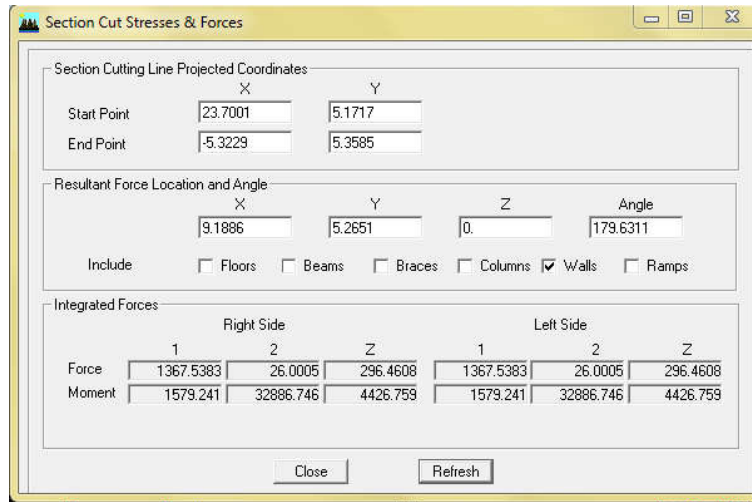 Section Cut Stresses & Forces
Section Cutting Line Projected Coordinates
X Y
Start Point 23.7001 5.1717
End Point -5.3229 5.3585
Resultant Force Location and Angle
X Y Z Angle
9.1886 5.2651 0. 179.6311
Include Floors Beams Braces Columns Walls Ramps
Integrated Forces
Right Side Left Side
1 2 Z 1 2 Z
Force 1367.5383 26.0005 296.4608 1367.5383 26.0005 296.4608
Moment 1579.241 32886.746 4426.759 1579.241 32886.746 4426.759
Close Refresh